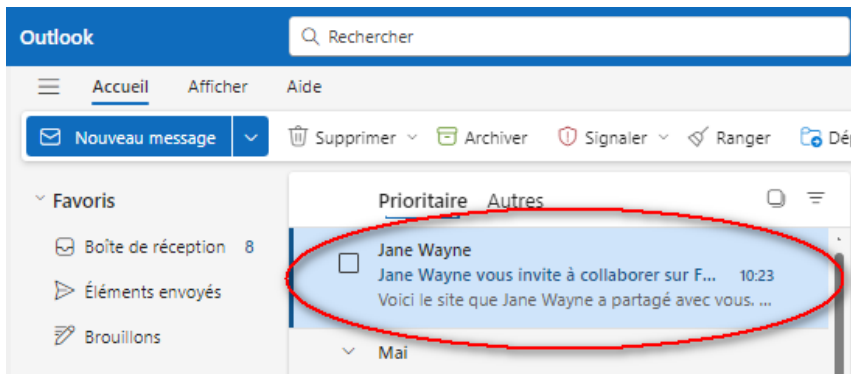 Outlook
Rechercher
Accueil Afficher Aide
Nouveau message Supprimer Archiver Signaler Ranger
Favoris
Prioritaire Autres
Boîte de réception 8
Jane Wayne
Jane Wayne vous invite à collaborer sur F... 10:23
Éléments envoyés
Voici le site que Jane Wayne a partagé avec vous. ...
Brouillons
Mai